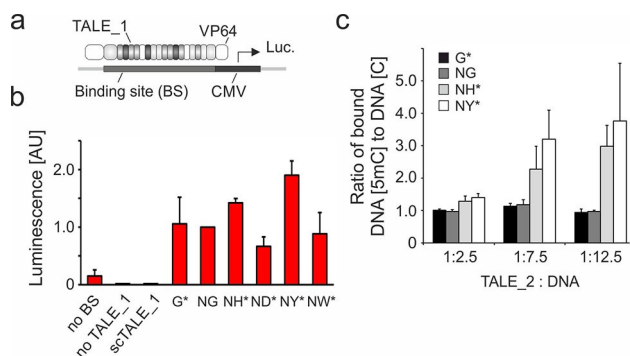 a
TALE_1
VP64
Luc.
Binding site (BS)
CMV
b
Luminescence [AU]
2.0
1.0
0
no BS
no TALE_1
scTALE_1
G*
NG
NH*
ND*
NY*
NW*
c
Ratio of bound
DNA [5mC] to DNA [C]
5.0
4.0
3.0
2.0
1.0
0
G*
NG
NH*
NY*
1:2.5
1:7.5
1:12.5
TALE_2 : DNA